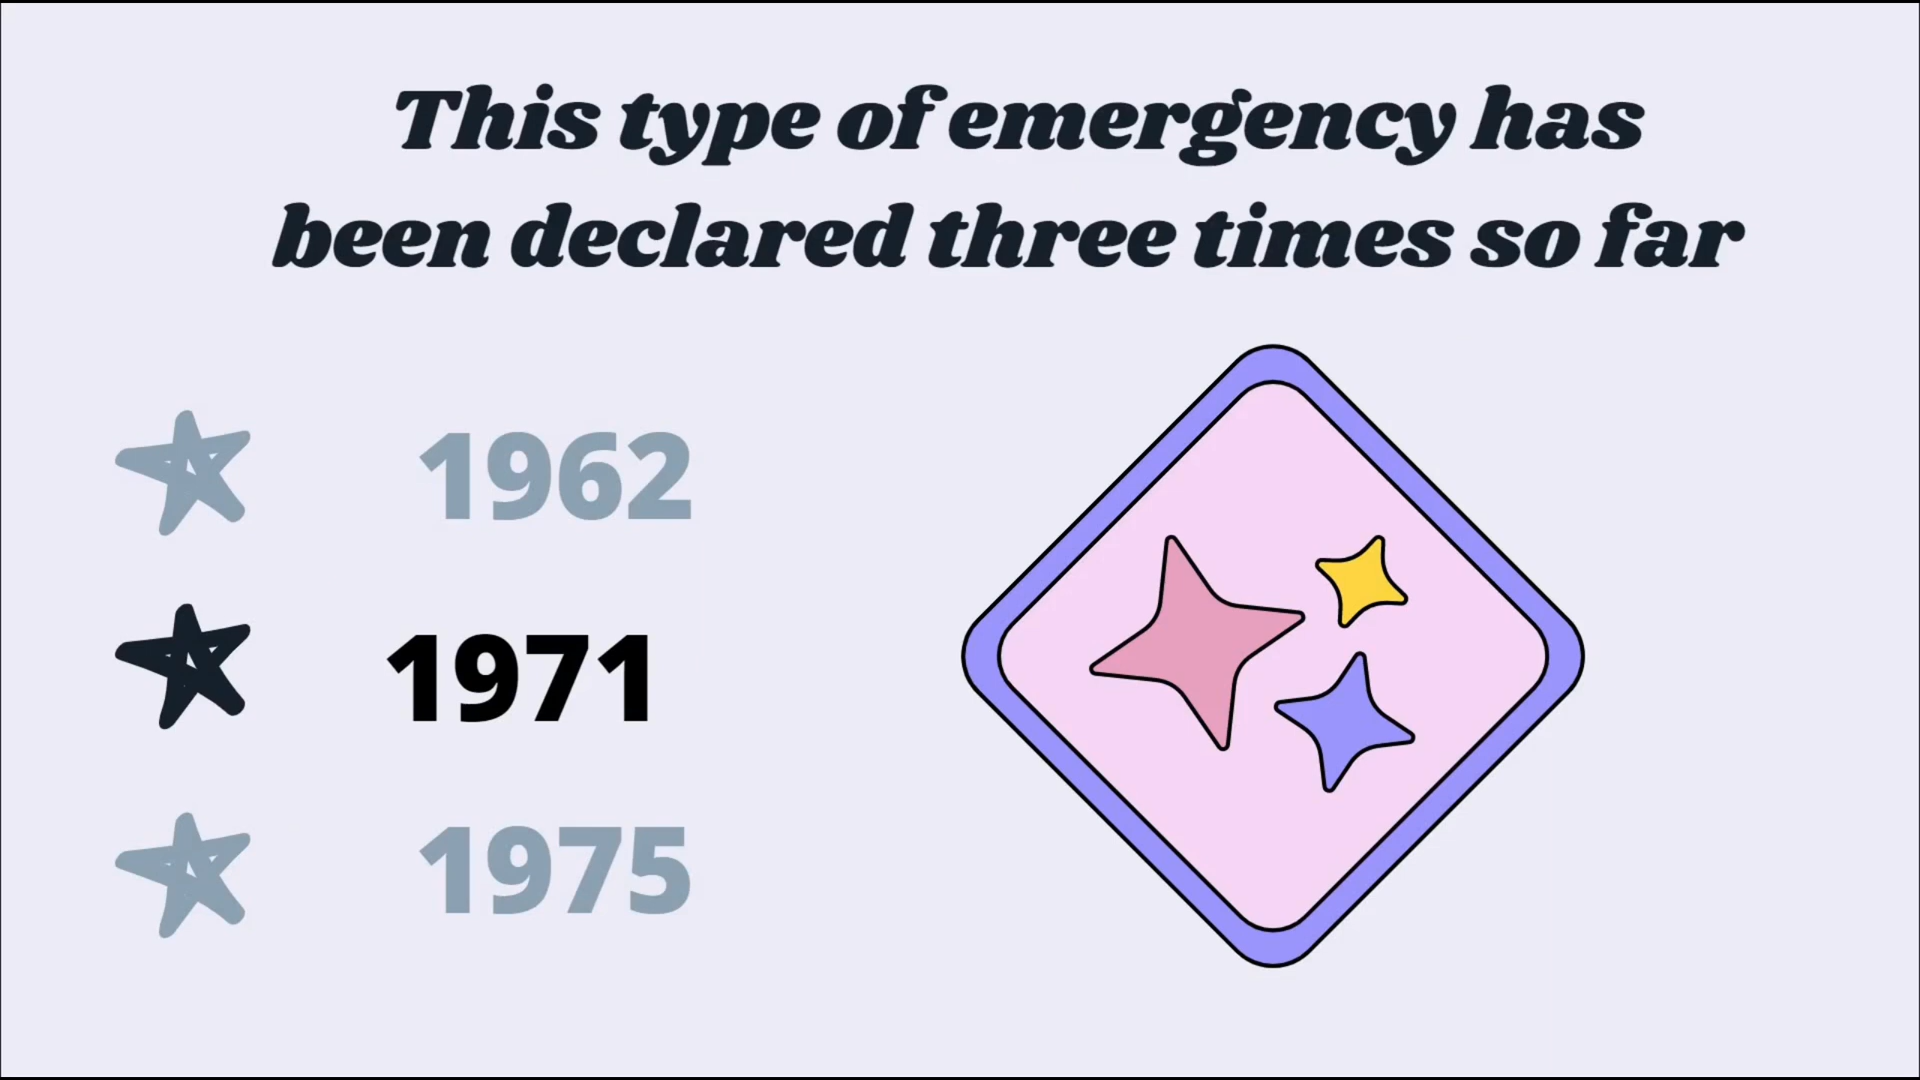 This type of emergency has
been declared three times so far
1962
1971
1975